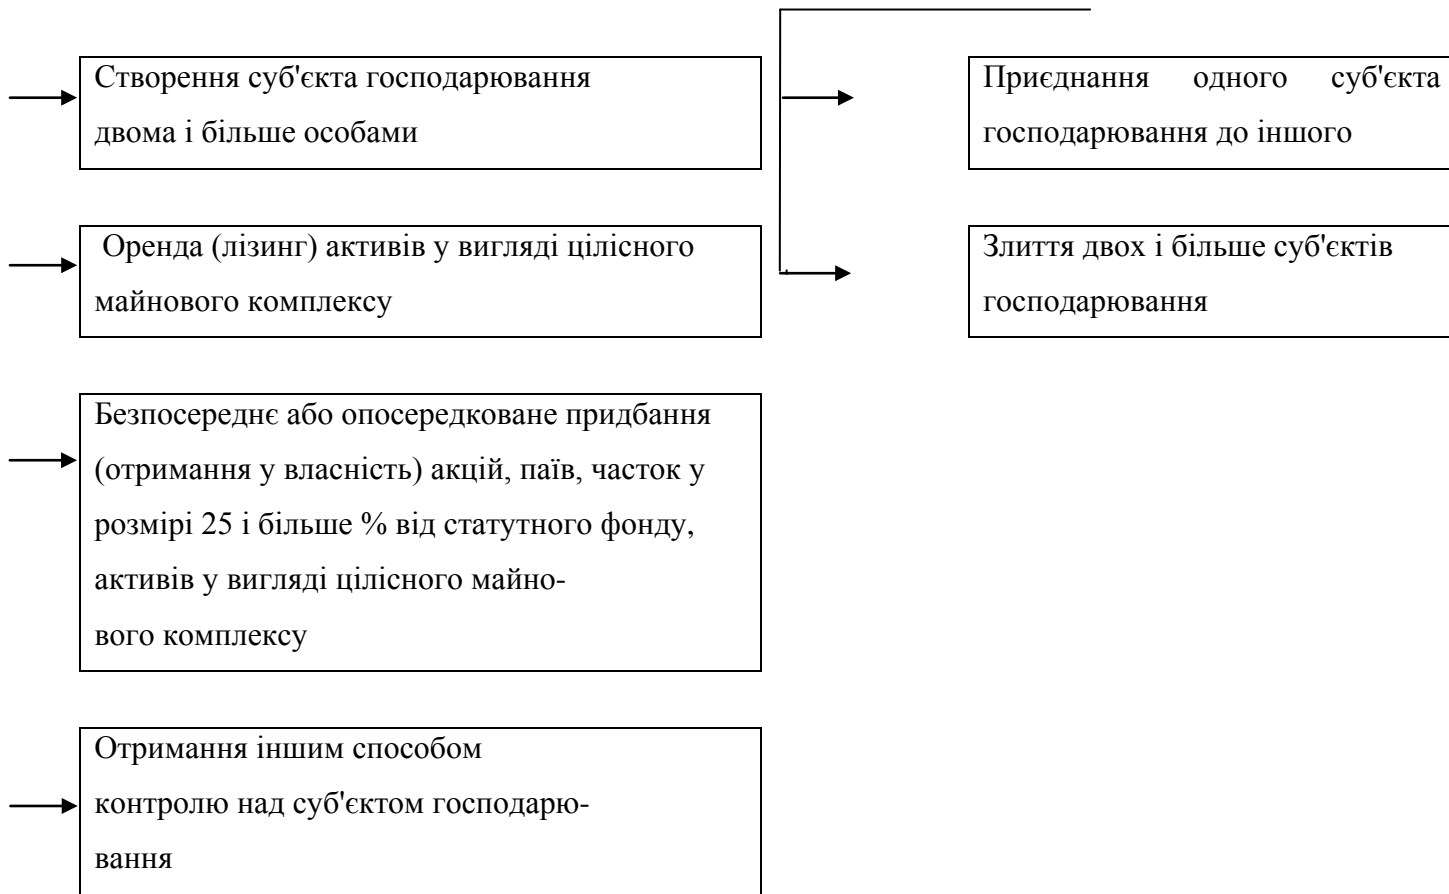 Створення суб'єкта господарювання
двома і більше особами
Приєднання одного суб'єкта
господарювання до іншого
Оренда (лізинг) активів у вигляді цілісного
майнового комплексу
Злиття двох і більше суб'єктів
господарювання
Безпосереднє або опосередковане придбання
(отримання у власність) акцій, паїв, часток у
розмірі 25 і більше % від статутного фонду,
активів у вигляді цілісного майно-
вого комплексу
Отримання іншим способом
контролю над суб'єктом господарю-
вання